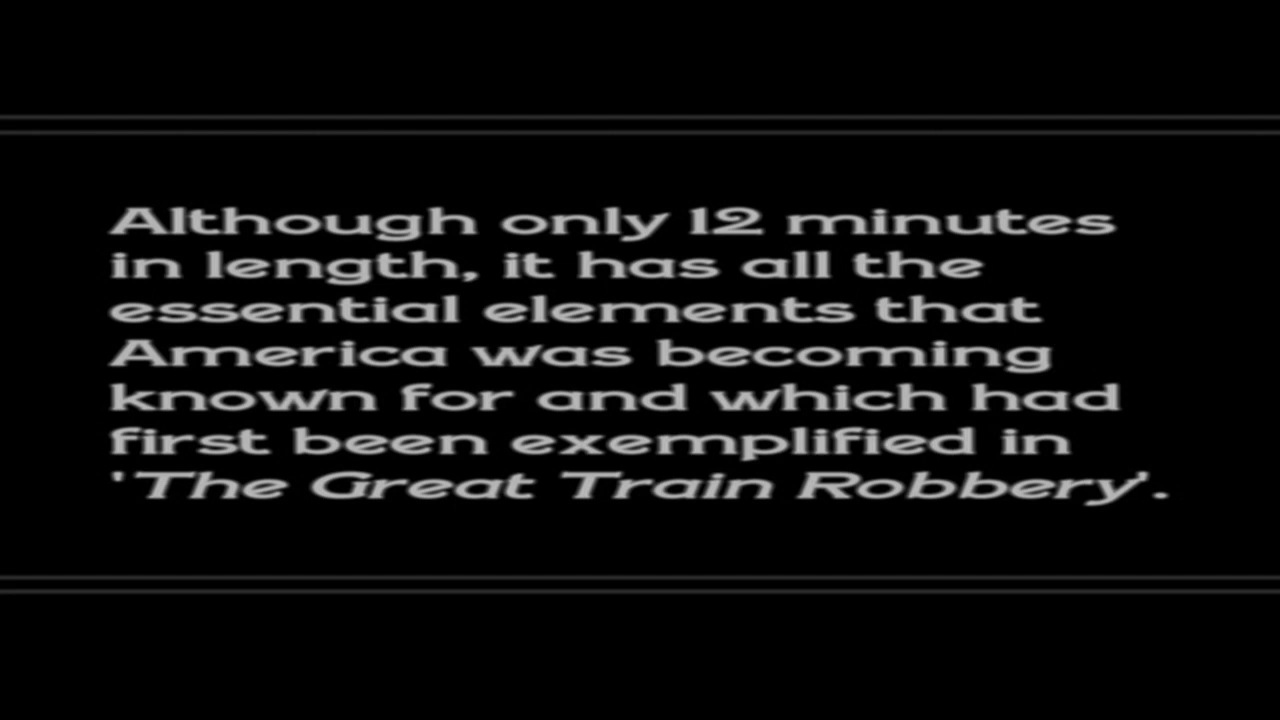 Although only 12 minutes
in length, it has all the
essential elements that
America was becoming
known for and which had
first been exemplified in
'The Great Train Robbery'.